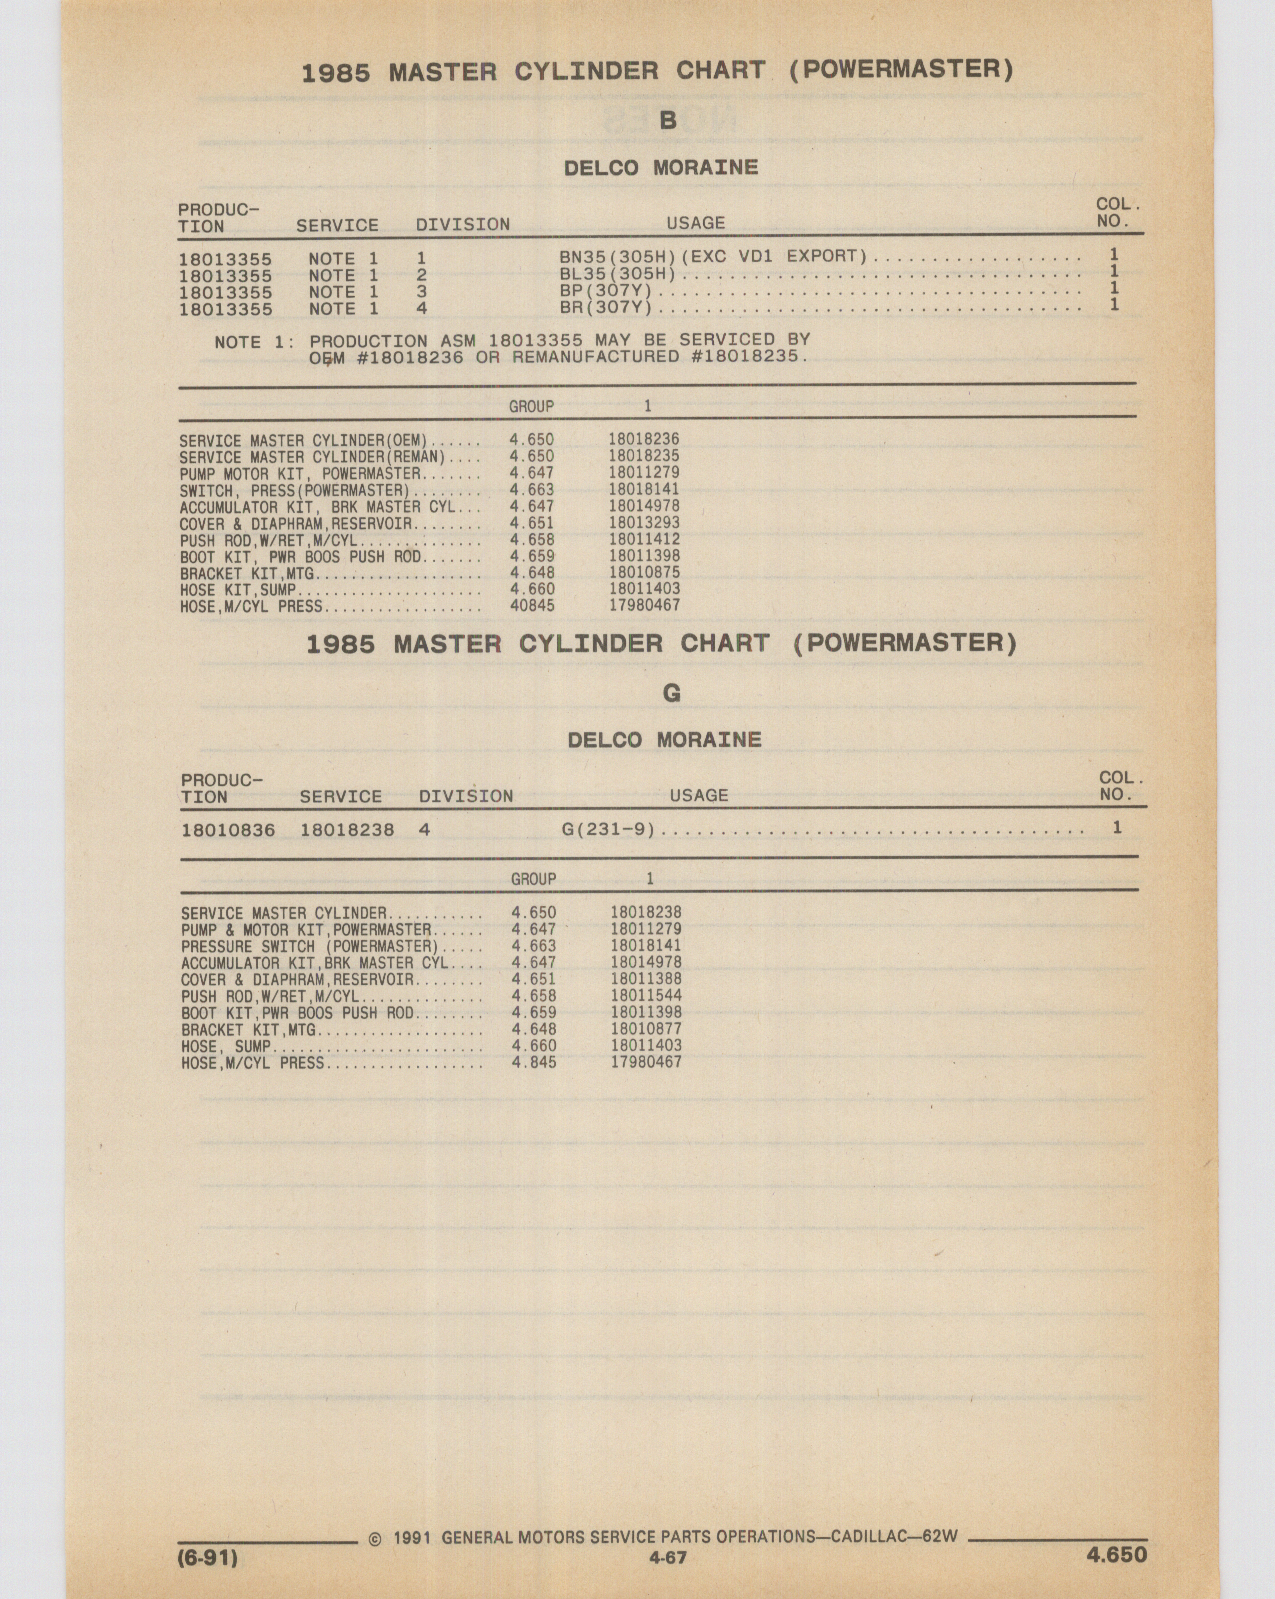 1985 MASTER CYLINDER CHART (POWERMASTER)
B
DELCO MORAINE
PRODUC- COL.
TION SERVICE DIVISION USAGE NO.
18013355 NOTE 1 1 BN35(305H)(EXC VD1 EXPORT).................. 1
18013355 NOTE 1 2 BL35(305H).................................. 1
18013355 NOTE 1 3 BP(307Y).................................... 1
18013355 NOTE 1 4 BR(307Y).................................... 1
NOTE 1: PRODUCTION ASM 18013355 MAY BE SERVICED BY
OEM #18018236 OR REMANUFACTURED #18018235.
GROUP 1
SERVICE MASTER CYLINDER(OEM)...... 4.650 18018236
SERVICE MASTER CYLINDER(REMAN).... 4.650 18018235
PUMP MOTOR KIT, POWERMASTER....... 4.647 18011279
SWITCH, PRESS(POWERMASTER)........ 4.663 18018141
ACCUMULATOR KIT, BRK MASTER CYL... 4.647 18014978
COVER & DIAPHRAM,RESERVOIR........ 4.651 18013293
PUSH ROD,W/RET,M/CYL.............. 4.658 18011412
BOOT KIT, PWR BOOS PUSH ROD....... 4.659 18011398
BRACKET KIT,MTG................... 4.648 18010875
HOSE KIT,SUMP..................... 4.660 18011403
HOSE,M/CYL PRESS.................. 40845 17980467
1985 MASTER CYLINDER CHART (POWERMASTER)
G
DELCO MORAINE
PRODUC- COL.
TION SERVICE DIVISION USAGE NO.
18010836 18018238 4 G(231-9).................................... 1
GROUP 1
SERVICE MASTER CYLINDER........... 4.650 18018238
PUMP & MOTOR KIT,POWERMASTER...... 4.647 18011279
PRESSURE SWITCH (POWERMASTER)..... 4.663 18018141
ACCUMULATOR KIT,BRK MASTER CYL.... 4.647 18014978
COVER & DIAPHRAM,RESERVOIR........ 4.651 18011388
PUSH ROD,W/RET,M/CYL.............. 4.658 18011544
BOOT KIT,PWR BOOS PUSH ROD........ 4.659 18011398
BRACKET KIT,MTG................... 4.648 18010877
HOSE, SUMP........................ 4.660 18011403
HOSE,M/CYL PRESS.................. 4.845 17980467
© 1991 GENERAL MOTORS SERVICE PARTS OPERATIONS—CADILLAC—62W
(6-91) 4-67 4.650